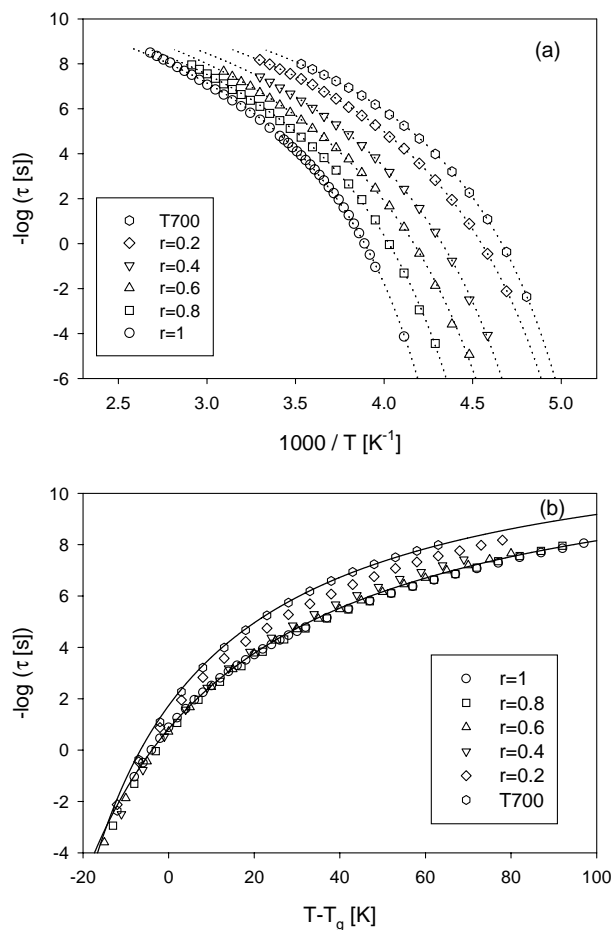 (a)
10
8
6
4
2
0
-2
-4
-6
-log (τ [s])
T700
r=0.2
r=0.4
r=0.6
r=0.8
r=1
2.5 3.0 3.5 4.0 4.5 5.0
1000 / T [K⁻¹]
(b)
10
8
6
4
2
0
-2
-4
-log (τ [s])
r=1
r=0.8
r=0.6
r=0.4
r=0.2
T700
-20 0 20 40 60 80 100
T-Tg [K]